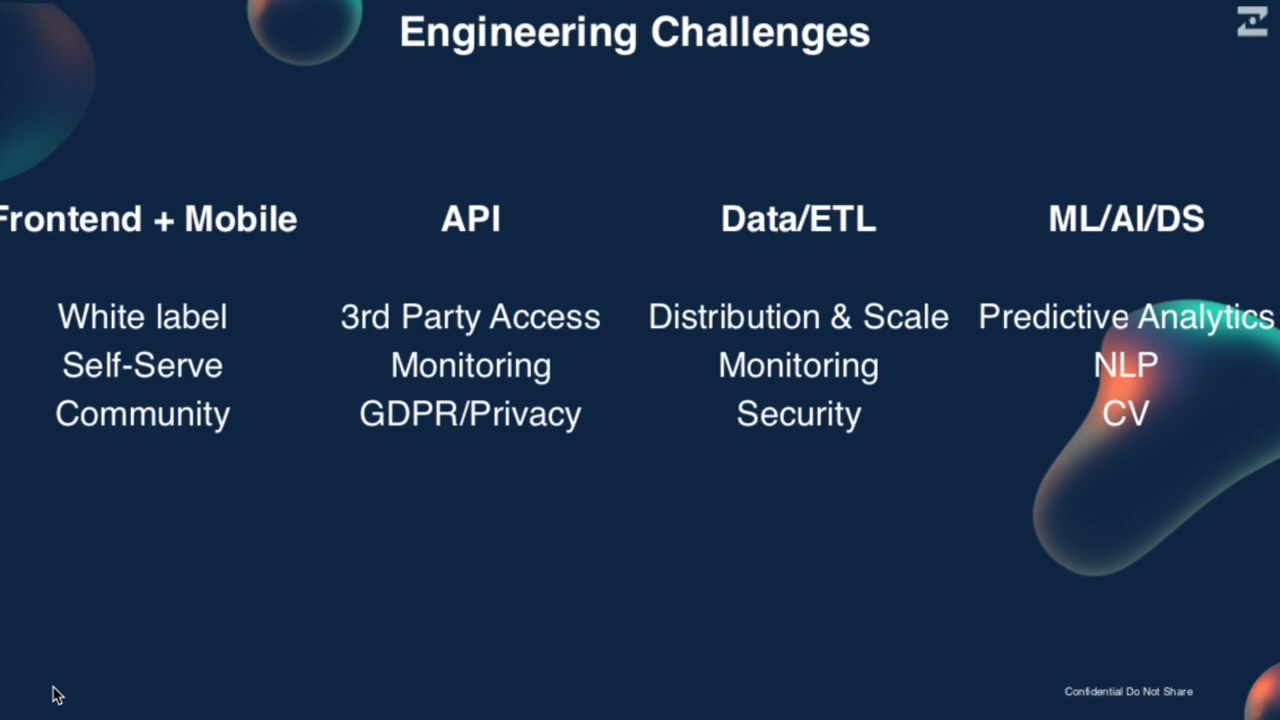 Engineering Challenges
Frontend + Mobile
White label
Self-Serve
Community
API
3rd Party Access
Monitoring
GDPR/Privacy
Data/ETL
Distribution & Scale
Monitoring
Security
ML/AI/DS
Predictive Analytics
NLP
CV
Confidential Do Not Share